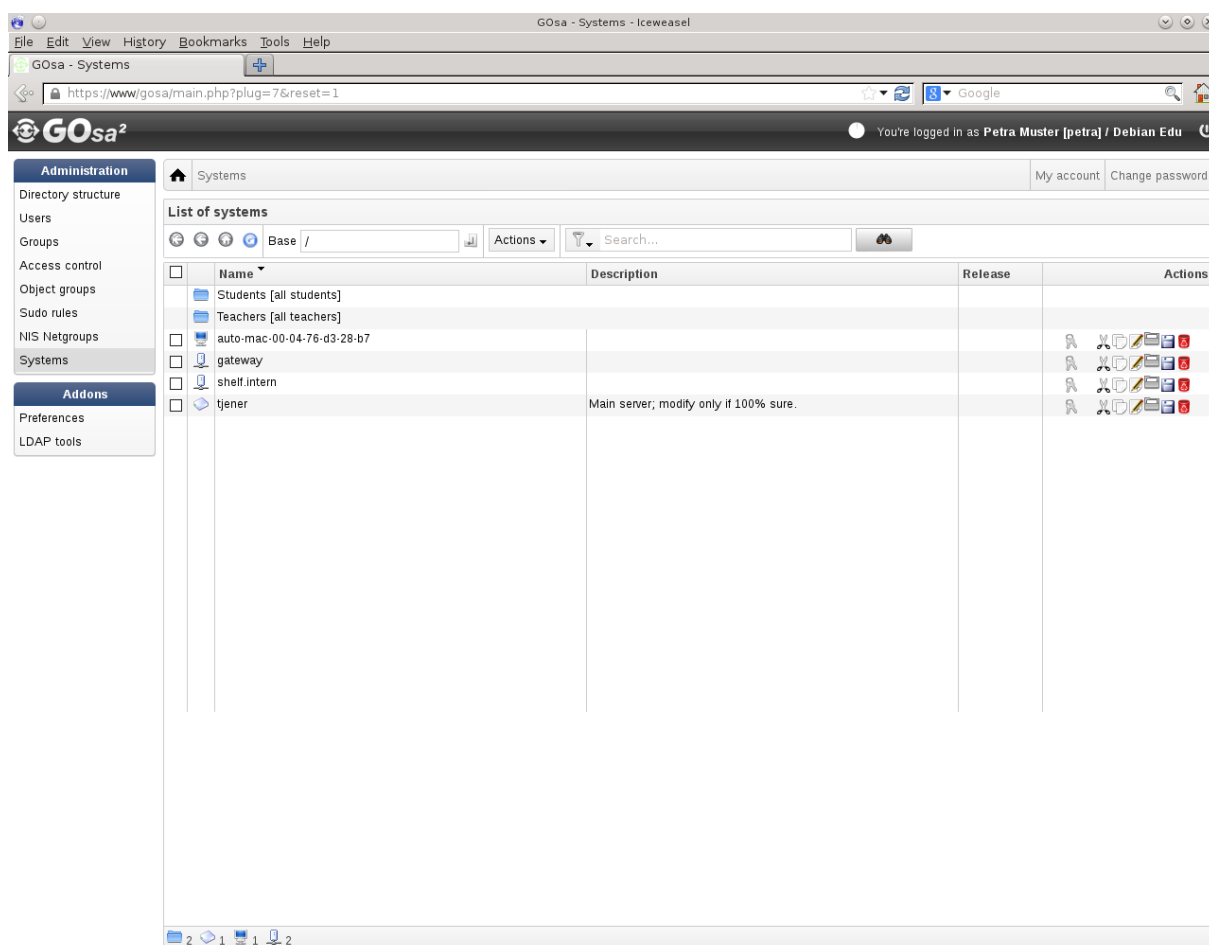 GOsa - Systems - Iceweasel
File Edit View History Bookmarks Tools Help
GOsa - Systems
https://www/gosa/main.php?plug=7&reset=1
8 Google
GOsa²
You're logged in as Petra Muster [petra] / Debian Edu
Administration
Directory structure
Users
Groups
Access control
Object groups
Sudo rules
NIS Netgroups
Systems
Addons
Preferences
LDAP tools
Systems My account Change password
List of systems
Base / Actions Search...
Name Description Release Actions
Students [all students]
Teachers [all teachers]
auto-mac-00-04-76-d3-28-b7
gateway
shelf.intern
tjener Main server; modify only if 100% sure.
2 1 1 2